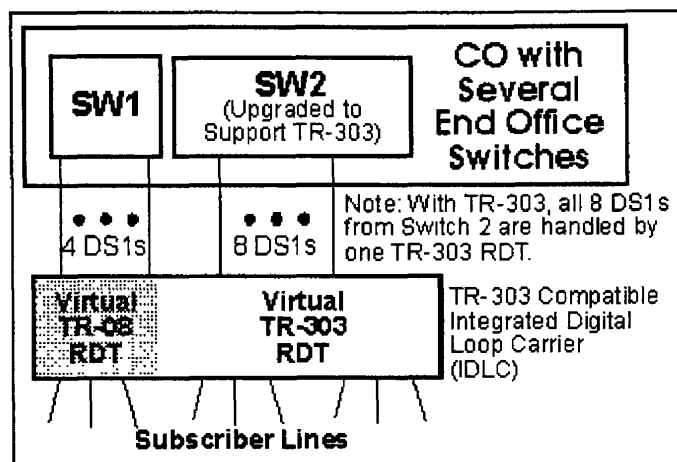 CO with
Several
End Office
Switches
SW1
SW2
(Upgraded to
Support TR-303)
4 DS1s
8 DS1s
Note: With TR-303, all 8 DS1s
from Switch 2 are handled by
one TR-303 RDT.
Virtual
TR-08
RDT
Virtual
TR-303
RDT
TR-303 Compatible
Integrated Digital
Loop Carrier
(IDLC)
Subscriber Lines